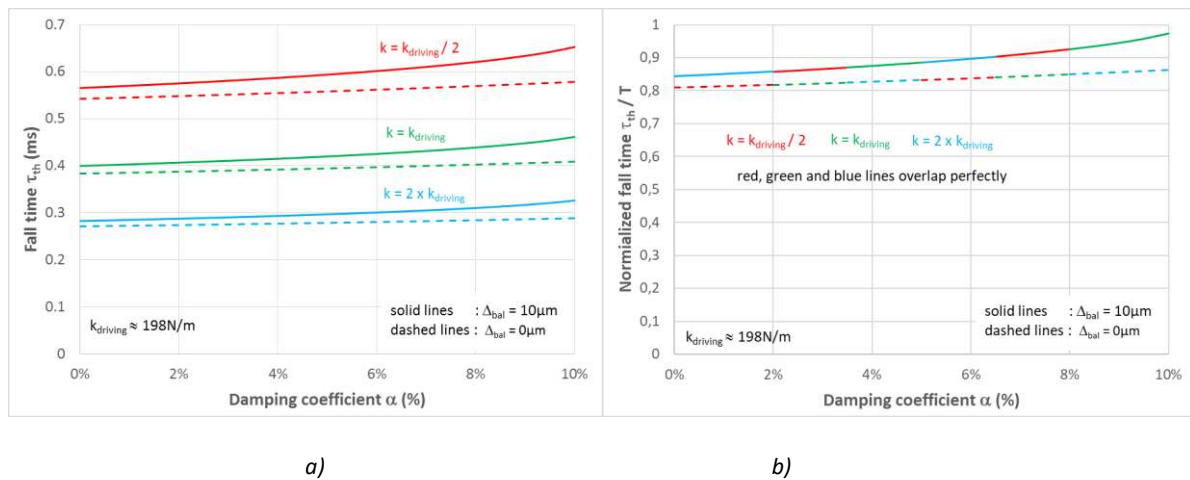 0.7
0.6
0.5
0.4
0.3
0.2
0.1
0
Fall time τth (ms)
k = kdriving / 2
k = kdriving
k = 2 x kdriving
solid lines : Δbal = 10µm
dashed lines : Δbal = 0µm
kdriving ≈ 198N/m
0% 2% 4% 6% 8% 10%
Damping coefficient α (%)
a)
1
0,9
0,8
0,7
0,6
0,5
0,4
0,3
0,2
0,1
0
Normialized fall time τth / T
k = kdriving / 2 k = kdriving k = 2 x kdriving
red, green and blue lines overlap perfectly
solid lines : Δbal = 10µm
dashed lines : Δbal = 0µm
kdriving ≈ 198N/m
0% 2% 4% 6% 8% 10%
Damping coefficient α (%)
b)